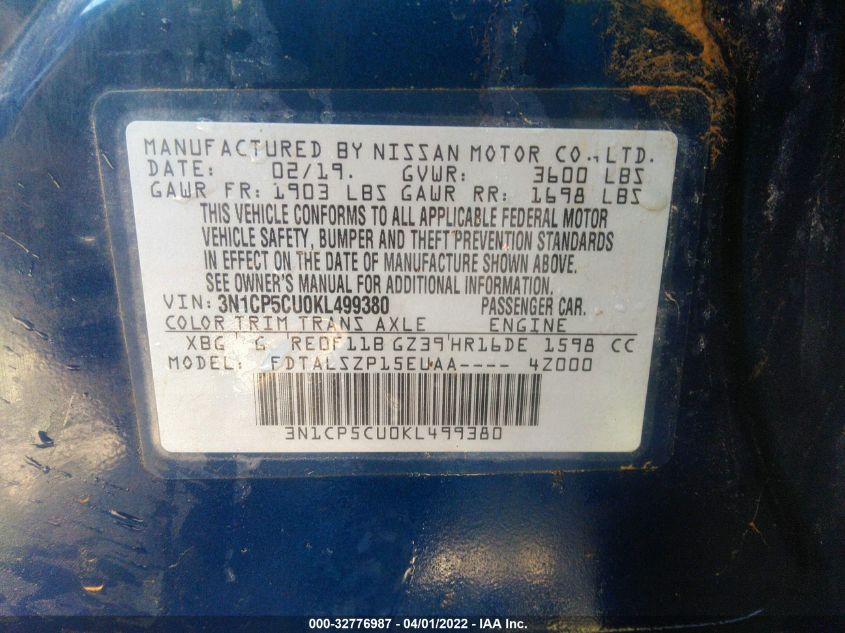 MANUFACTURED BY NISSAN MOTOR CO., LTD.
DATE: 02/19. GVWR: 3600 LBS
GAWR FR: 1903 LBS GAWR RR: 1698 LBS
THIS VEHICLE CONFORMS TO ALL APPLICABLE FEDERAL MOTOR
VEHICLE SAFETY, BUMPER AND THEFT PREVENTION STANDARDS
IN EFFECT ON THE DATE OF MANUFACTURE SHOWN ABOVE.
SEE OWNER'S MANUAL FOR ADDITIONAL INFORMATION.
VIN: 3N1CP5CU0KL499380 PASSENGER CAR.
COLOR TRIM TRANS AXLE ENGINE
XBG G RE0F11B GZ39 HR16DE 1598 CC
MODEL: FDTALSZP15EUAA---- 4Z000
3N1CP5CU0KL499380
000-32776987 - 04/01/2022 - IAA Inc.